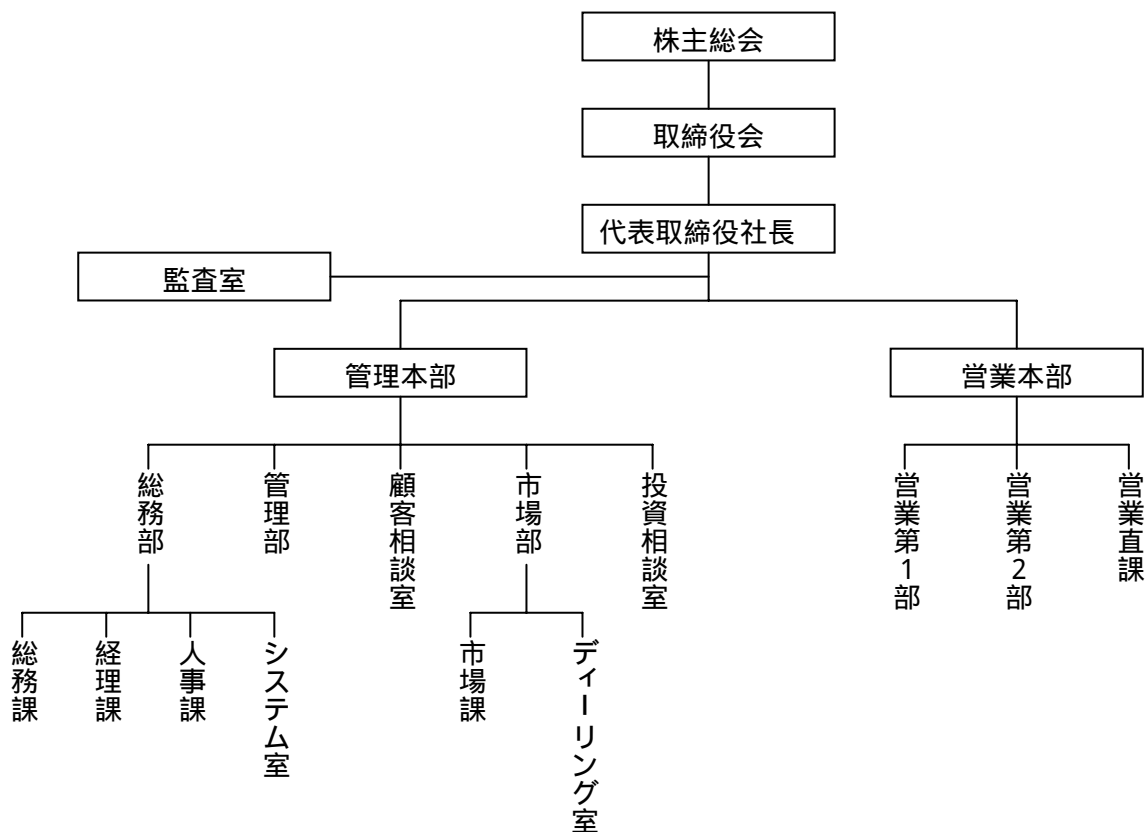 株主総会
取締役会
代表取締役社長
監査室
管理本部
営業本部
総務部
管理部
顧客相談室
市場部
投資相談室
営業第1部
営業第2部
営業直課
総務課
経理課
人事課
システム室
市場課
ディーリング室